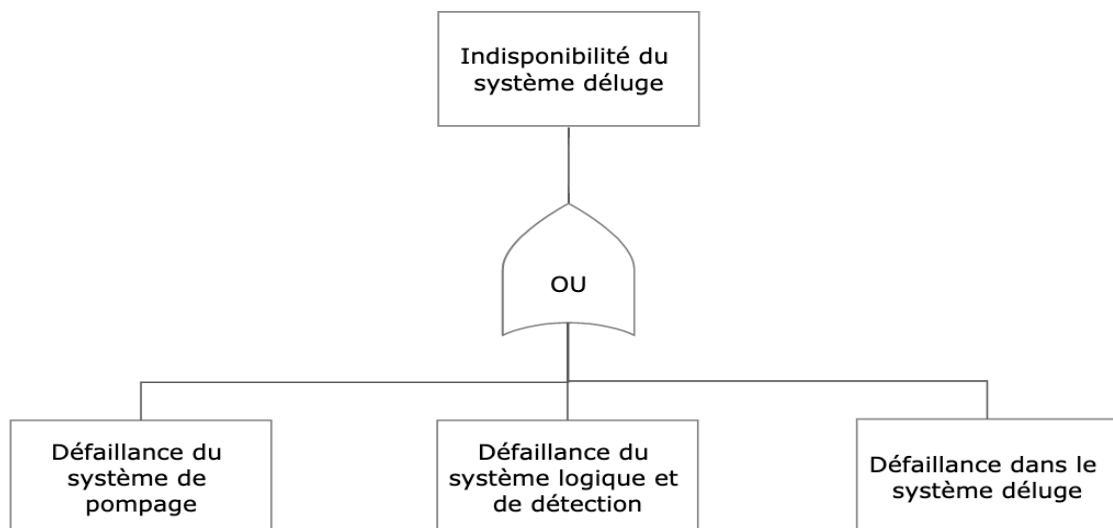 Indisponibilité du
système déluge
OU
Défaillance du
système de
pompage
Défaillance du
système logique et
de détection
Défaillance dans le
système déluge